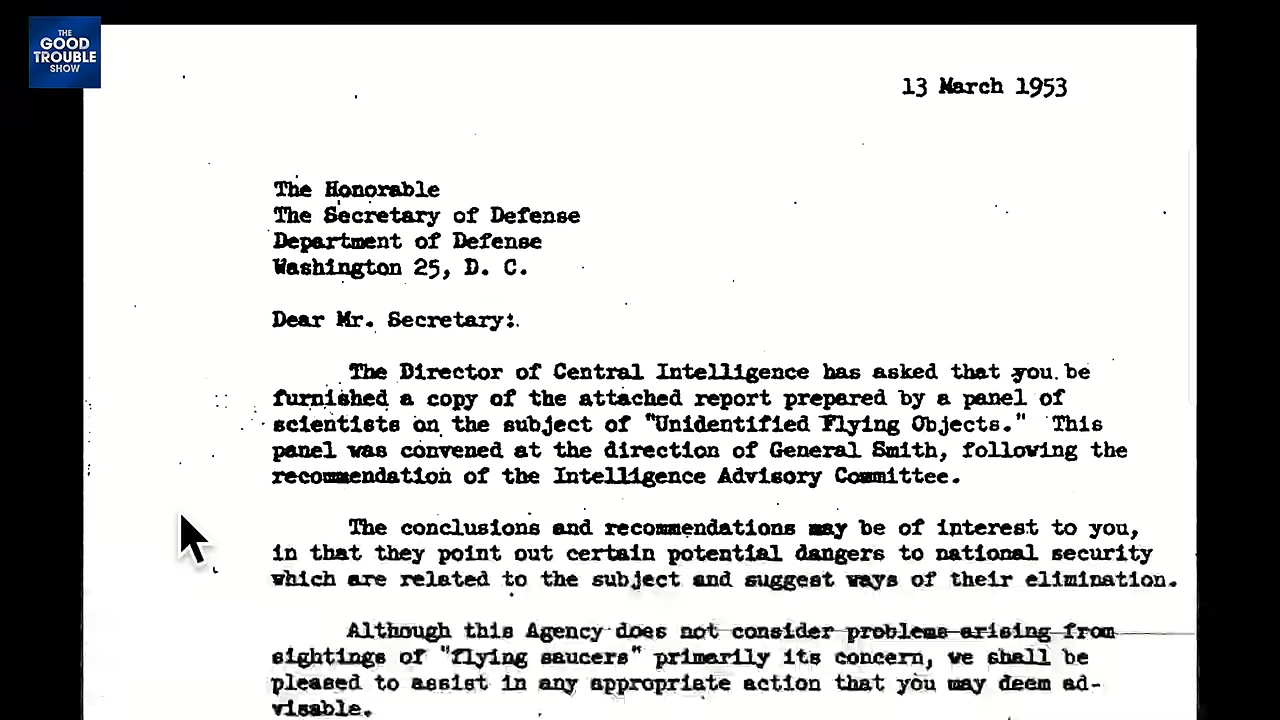 THE
GOOD
TROUBLE
SHOW
13 March 1953
The Honorable
The Secretary of Defense
Department of Defense
Washington 25, D. C.
Dear Mr. Secretary:
The Director of Central Intelligence has asked that you be
furnished a copy of the attached report prepared by a panel of
scientists on the subject of "Unidentified Flying Objects." This
panel was convened at the direction of General Smith, following the
recommendation of the Intelligence Advisory Committee.
The conclusions and recommendations may be of interest to you,
in that they point out certain potential dangers to national security
which are related to the subject and suggest ways of their elimination.
Although this Agency does not consider problems arising from
sightings of "flying saucers" primarily its concern, we shall be
pleased to assist in any appropriate action that you may deem ad-
visable.